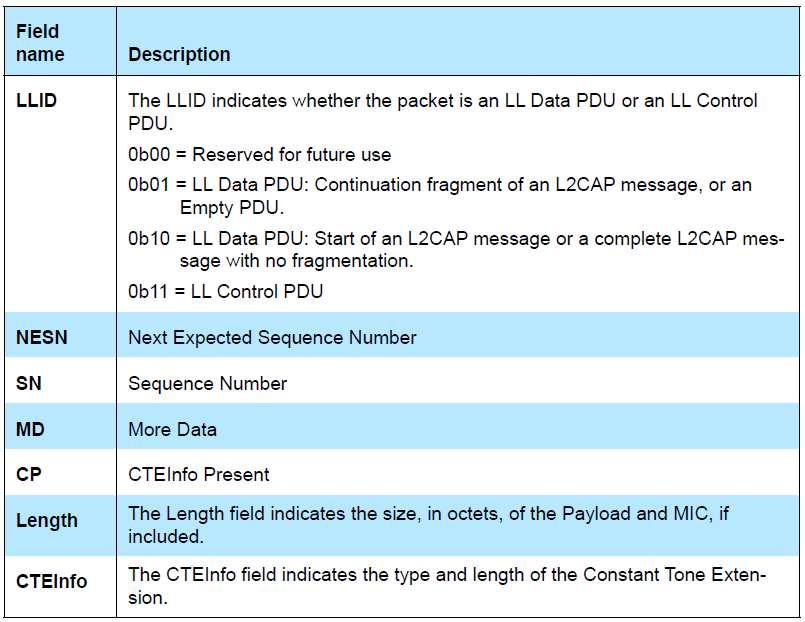 Field
name
Description
LLID
The LLID indicates whether the packet is an LL Data PDU or an LL Control
PDU.
0b00 = Reserved for future use
0b01 = LL Data PDU: Continuation fragment of an L2CAP message, or an
Empty PDU.
0b10 = LL Data PDU: Start of an L2CAP message or a complete L2CAP mes-
sage with no fragmentation.
0b11 = LL Control PDU
NESN
Next Expected Sequence Number
SN
Sequence Number
MD
More Data
CP
CTEInfo Present
Length
The Length field indicates the size, in octets, of the Payload and MIC, if
included.
CTEInfo
The CTEInfo field indicates the type and length of the Constant Tone Exten-
sion.